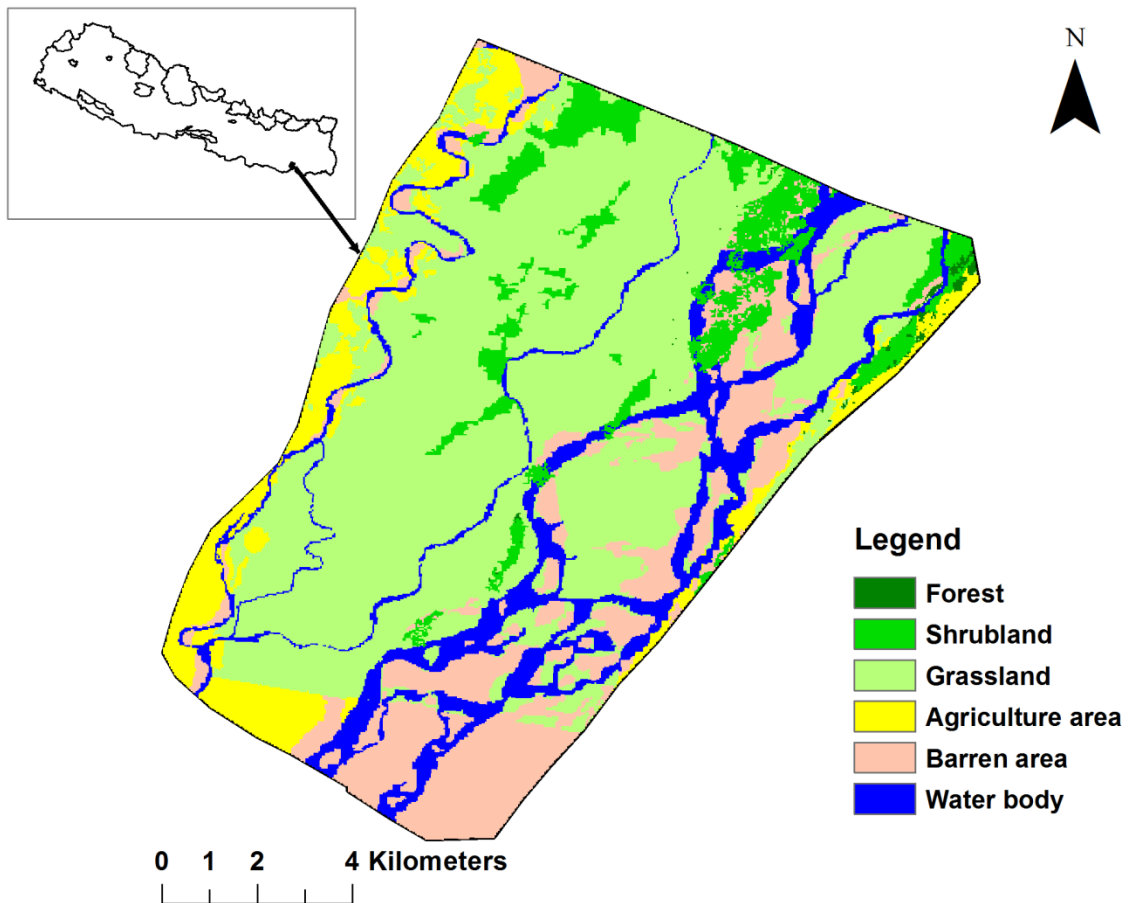 N
Legend
Forest
Shrubland
Grassland
Agriculture area
Barren area
Water body
0 1 2 4 Kilometers